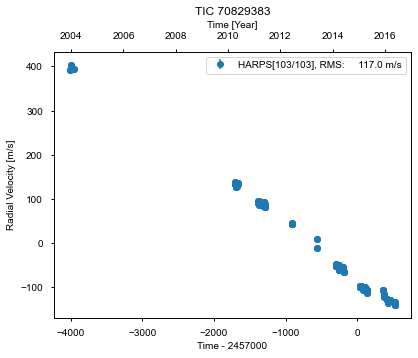 TIC 70829383
Time [Year]
2004 2006 2008 2010 2012 2014 2016
HARPS[103/103], RMS: 117.0 m/s
400
300
200
100
0
−100
Radial Velocity [m/s]
−4000 −3000 −2000 −1000 0
Time - 2457000